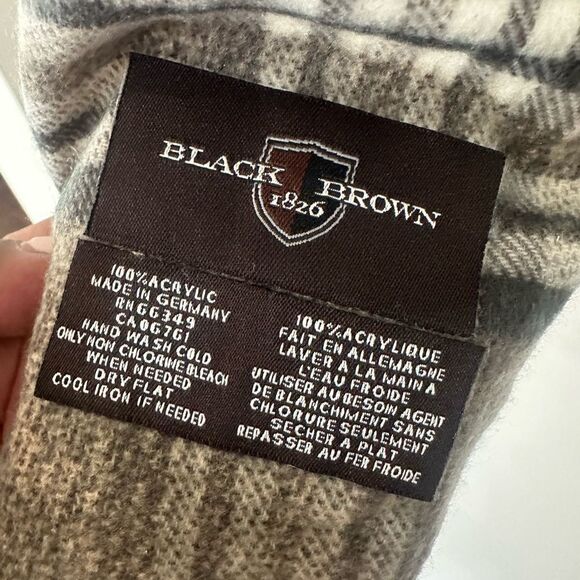 BLACK BROWN
1826
100% ACRYLIC
MADE IN GERMANY
RN66349
CA06761
HAND WASH COLD
ONLY NON CHLORINE BLEACH
WHEN NEEDED
DRY FLAT
COOL IRON IF NEEDED
100% ACRYLIQUE
FAIT EN ALLEMAGNE
LAVER A LA MAIN A
L'EAU FROIDE
UTILISER AU BESOIN AGENT
DE BLANCHIMENT SANS
CHLORURE SEULEMENT
SECHER A PLAT
REPASSER AU FER FROIDE